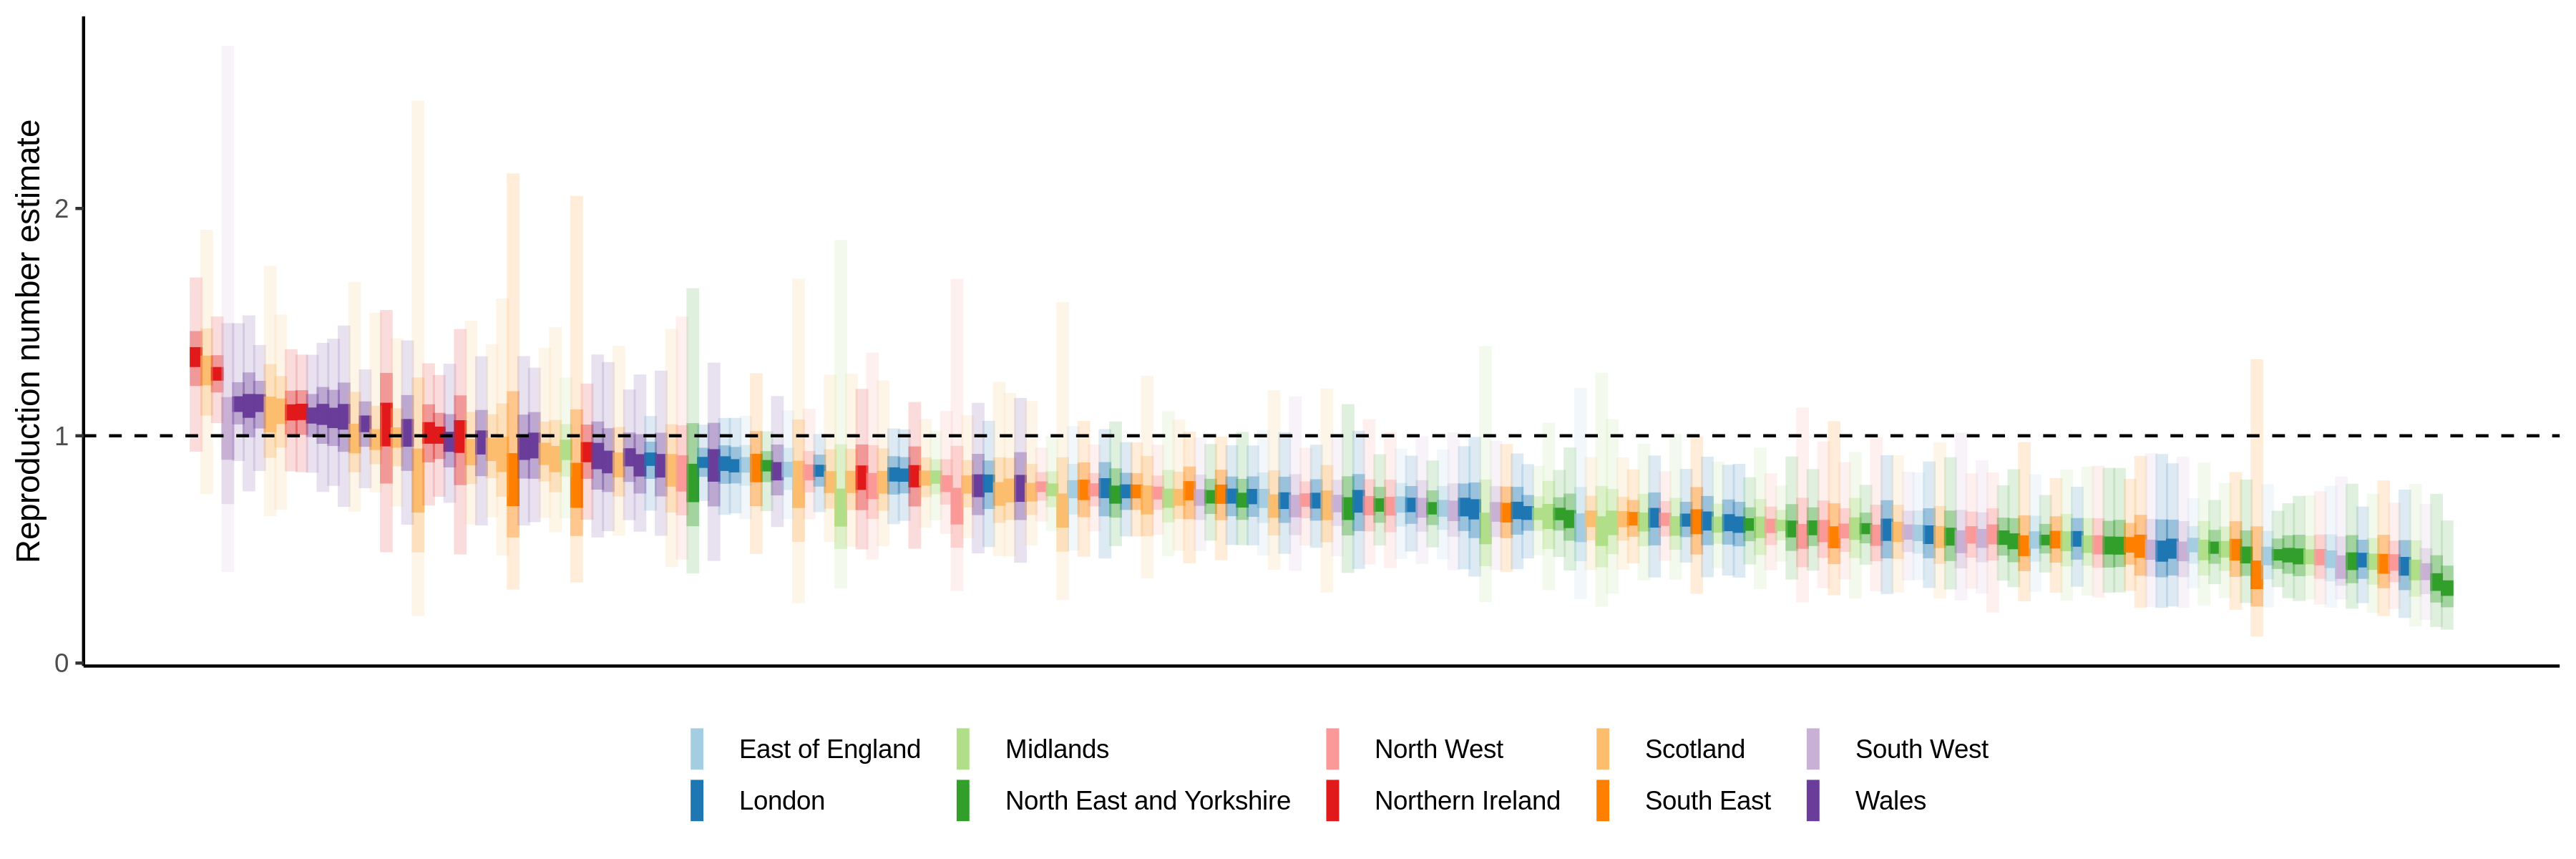 Reproduction number estimate
2
1
0
East of England
Midlands
North West
Scotland
South West
London
North East and Yorkshire
Northern Ireland
South East
Wales